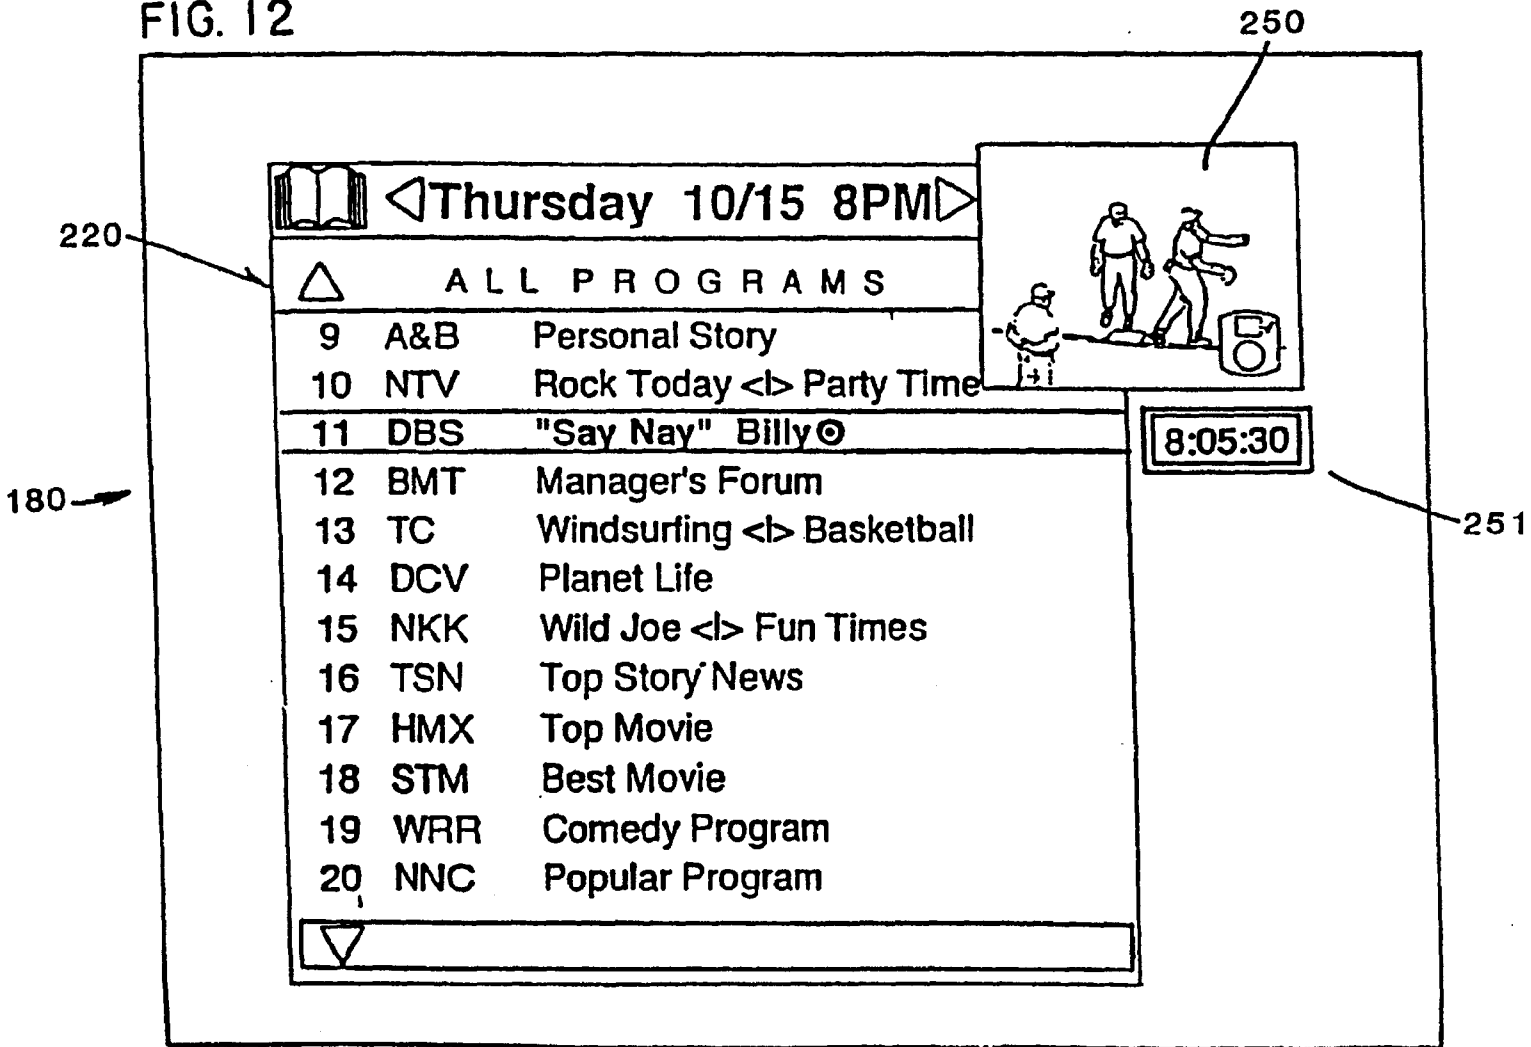 FIG. 12
250
Thursday 10/15 8PM
220
ALL PROGRAMS
9 A&B Personal Story
10 NTV Rock Today <I> Party Time
11 DBS "Say Nay" Billy
8:05:30
12 BMT Manager's Forum
180
251
13 TC Windsurfing <I> Basketball
14 DCV Planet Life
15 NKK Wild Joe <I> Fun Times
16 TSN Top Story News
17 HMX Top Movie
18 STM Best Movie
19 WRR Comedy Program
20 NNC Popular Program